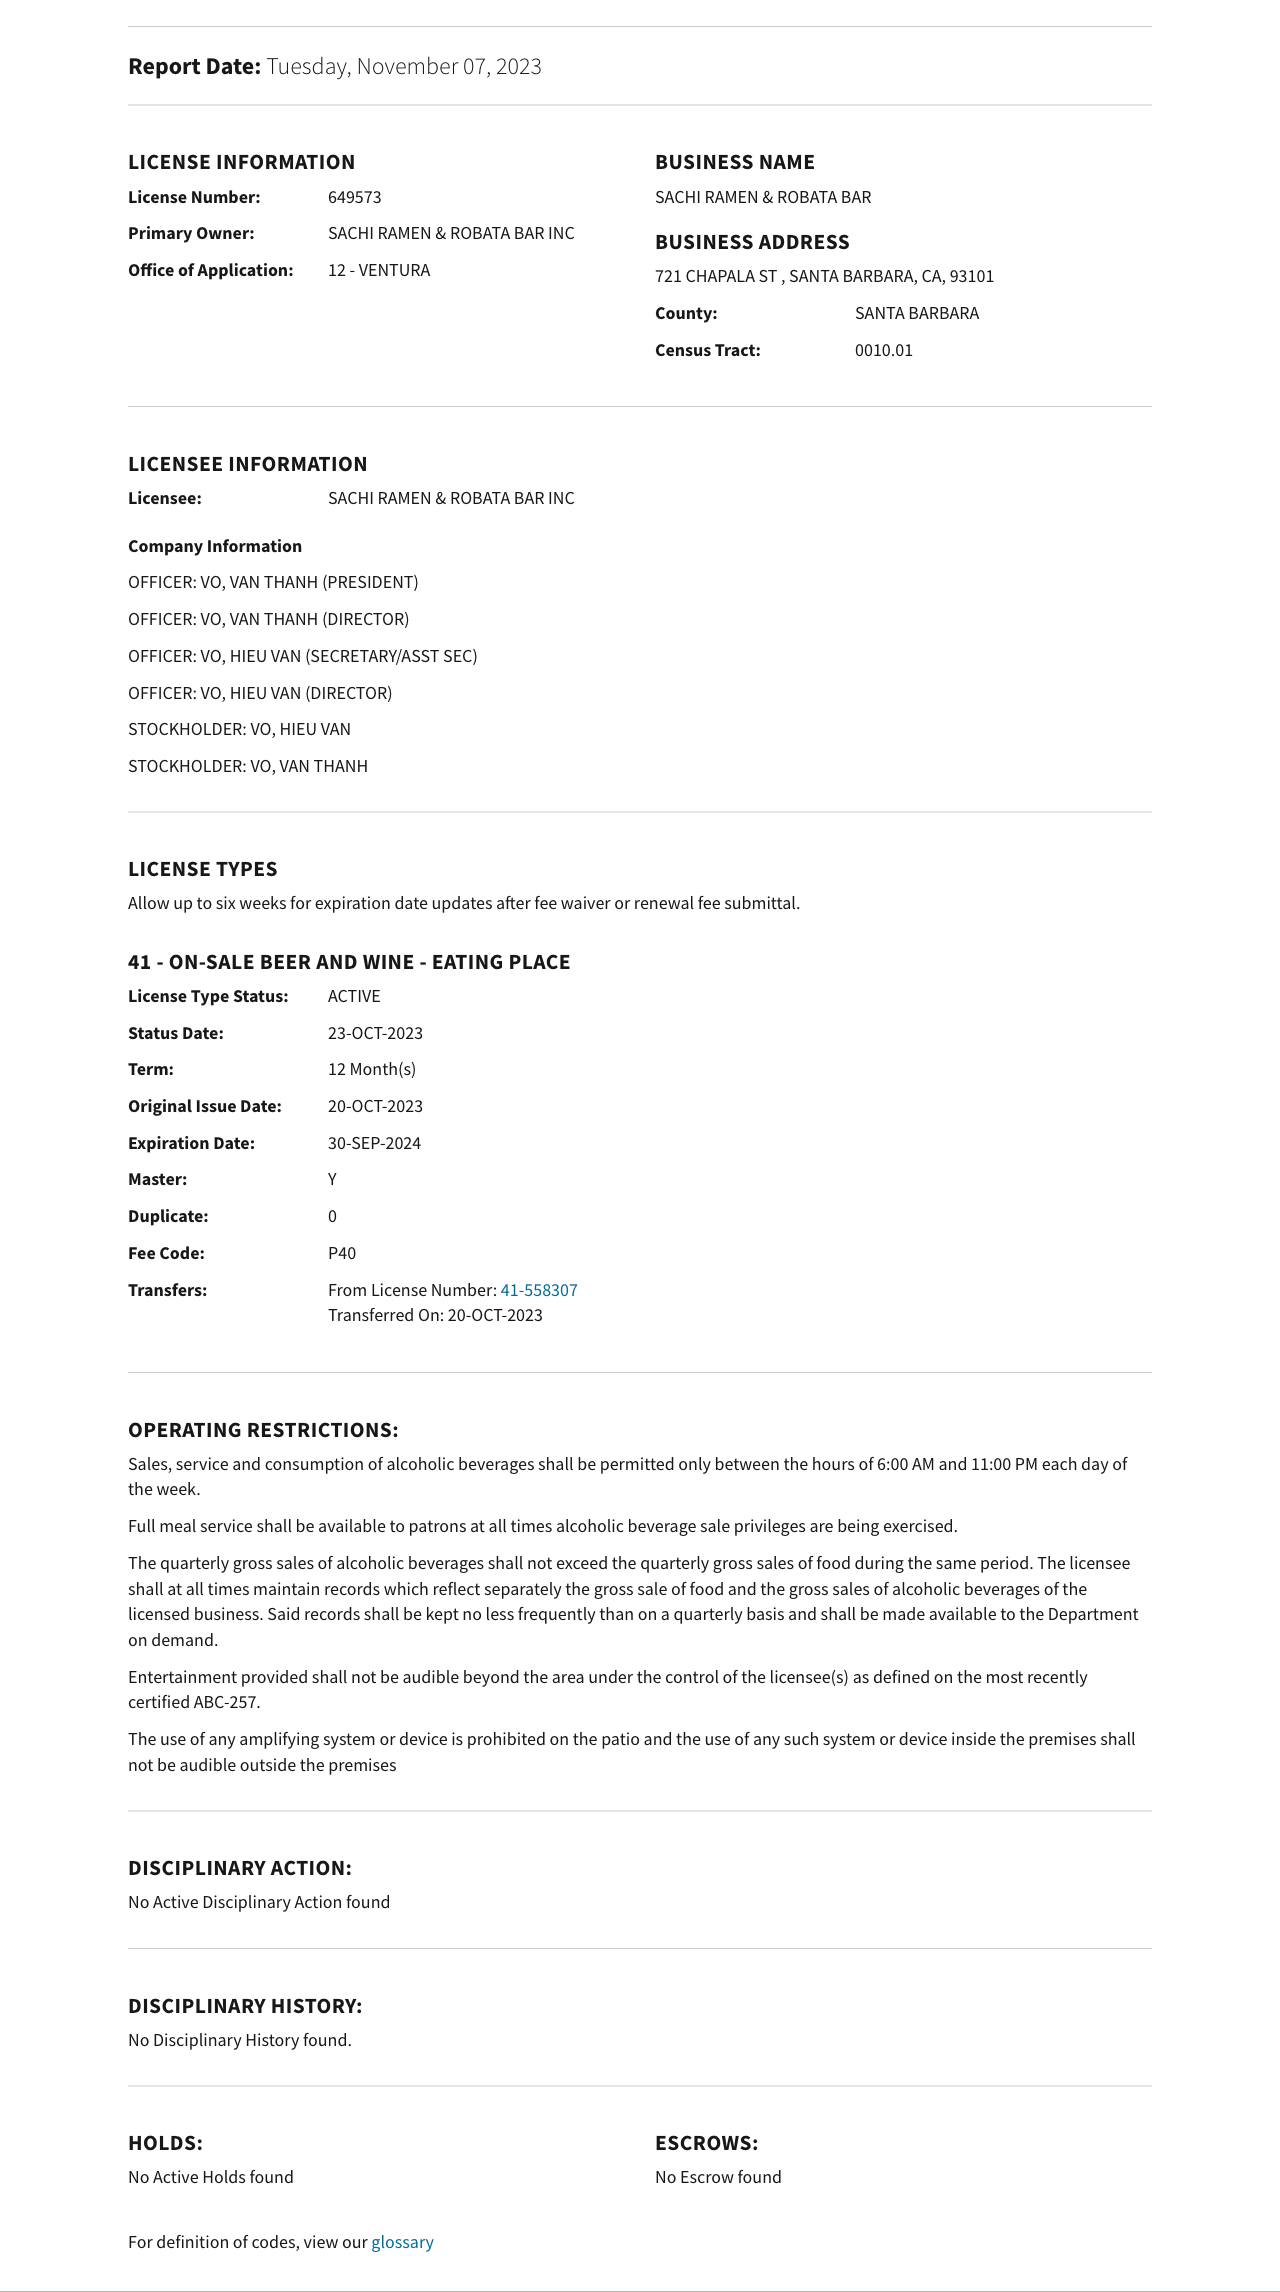 Report Date: Tuesday, November 07, 2023
LICENSE INFORMATION
License Number: 649573
Primary Owner: SACHI RAMEN & ROBATA BAR INC
Office of Application: 12 - VENTURA
BUSINESS NAME
SACHI RAMEN & ROBATA BAR
BUSINESS ADDRESS
721 CHAPALA ST , SANTA BARBARA, CA, 93101
County: SANTA BARBARA
Census Tract: 0010.01
LICENSEE INFORMATION
Licensee: SACHI RAMEN & ROBATA BAR INC
Company Information
OFFICER: VO, VAN THANH (PRESIDENT)
OFFICER: VO, VAN THANH (DIRECTOR)
OFFICER: VO, HIEU VAN (SECRETARY/ASST SEC)
OFFICER: VO, HIEU VAN (DIRECTOR)
STOCKHOLDER: VO, HIEU VAN
STOCKHOLDER: VO, VAN THANH
LICENSE TYPES
Allow up to six weeks for expiration date updates after fee waiver or renewal fee submittal.
41 - ON-SALE BEER AND WINE - EATING PLACE
License Type Status: ACTIVE
Status Date: 23-OCT-2023
Term: 12 Month(s)
Original Issue Date: 20-OCT-2023
Expiration Date: 30-SEP-2024
Master: Y
Duplicate: 0
Fee Code: P40
Transfers: From License Number: 41-558307
Transferred On: 20-OCT-2023
OPERATING RESTRICTIONS:
Sales, service and consumption of alcoholic beverages shall be permitted only between the hours of 6:00 AM and 11:00 PM each day of
the week.
Full meal service shall be available to patrons at all times alcoholic beverage sale privileges are being exercised.
The quarterly gross sales of alcoholic beverages shall not exceed the quarterly gross sales of food during the same period. The licensee
shall at all times maintain records which reflect separately the gross sale of food and the gross sales of alcoholic beverages of the
licensed business. Said records shall be kept no less frequently than on a quarterly basis and shall be made available to the Department
on demand.
Entertainment provided shall not be audible beyond the area under the control of the licensee(s) as defined on the most recently
certified ABC-257.
The use of any amplifying system or device is prohibited on the patio and the use of any such system or device inside the premises shall
not be audible outside the premises
DISCIPLINARY ACTION:
No Active Disciplinary Action found
DISCIPLINARY HISTORY:
No Disciplinary History found.
HOLDS:
No Active Holds found
ESCROWS:
No Escrow found
For definition of codes, view our glossary